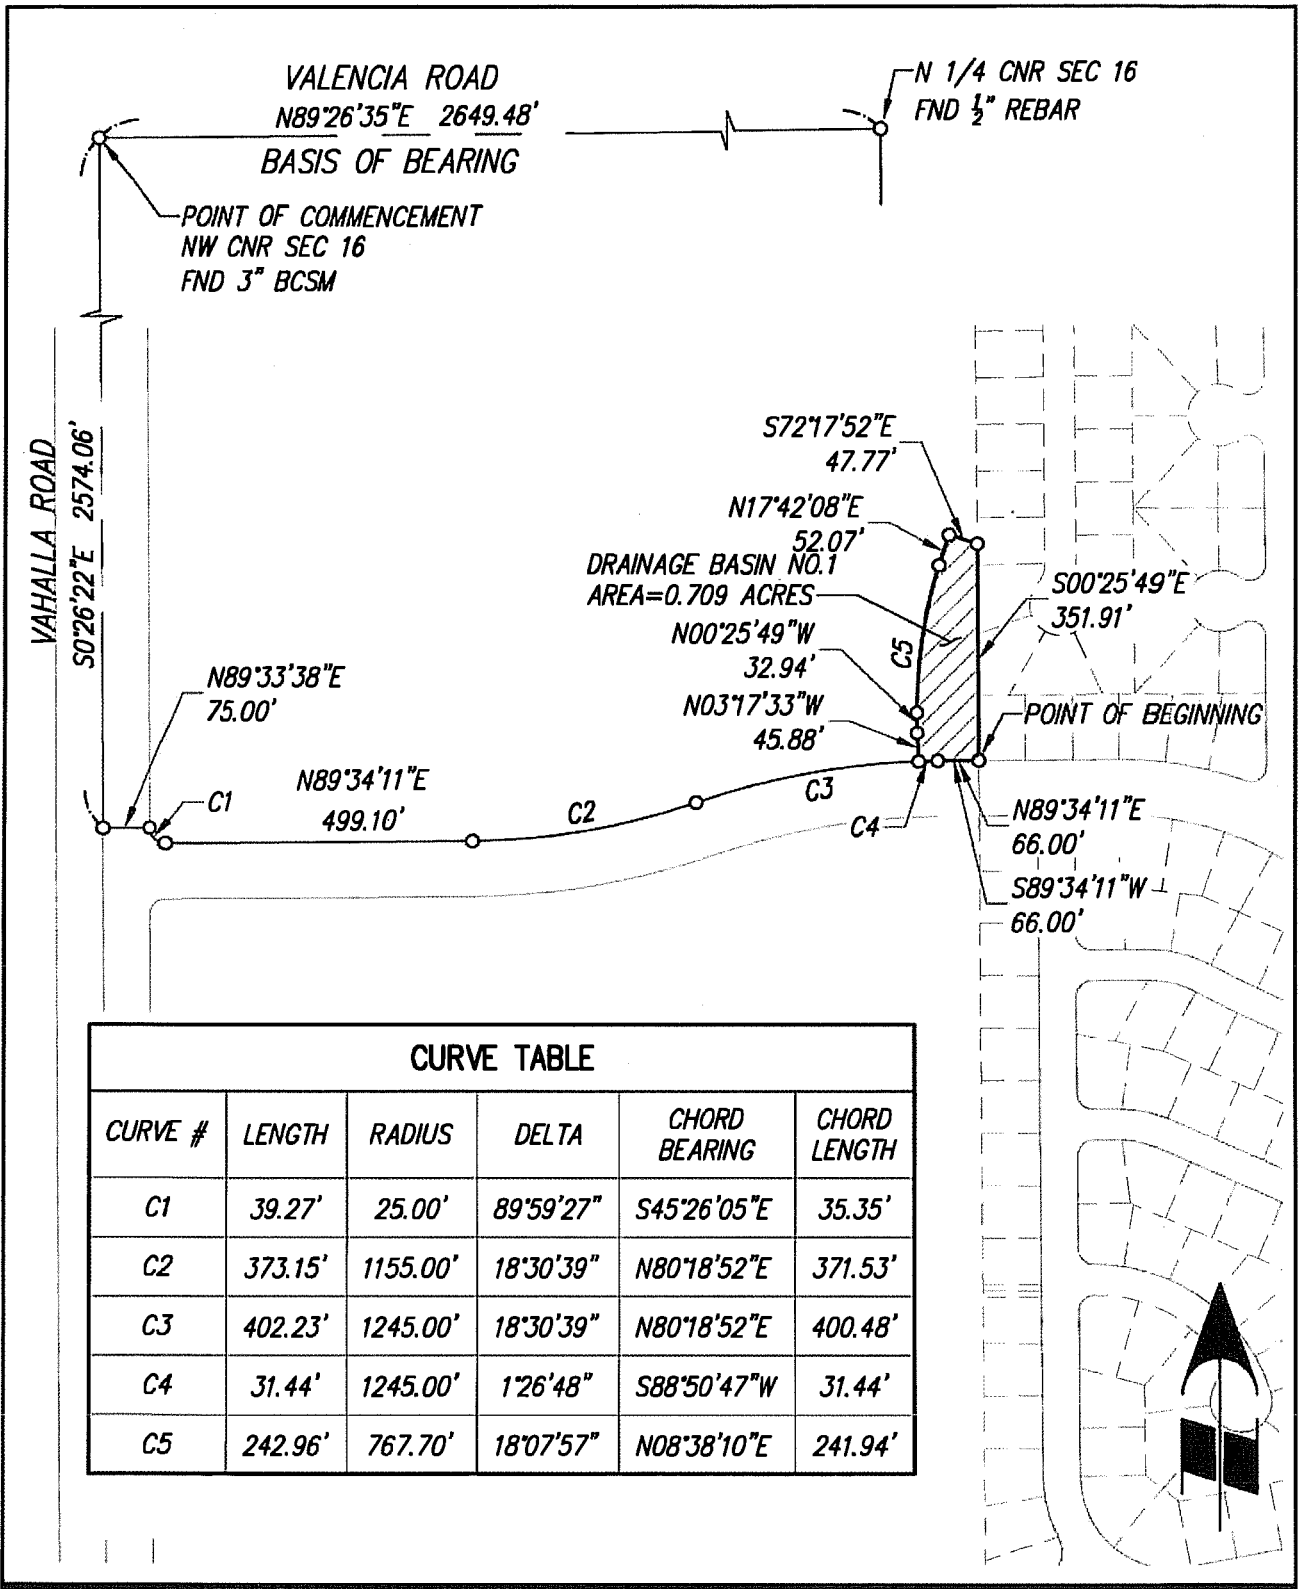 VALENCIA ROAD
N89°26'35"E 2649.48'
BASIS OF BEARING
N 1/4 CNR SEC 16
FND ½" REBAR
POINT OF COMMENCEMENT
NW CNR SEC 16
FND 3" BCSM
VAHALLA ROAD
S0°26'22"E 2574.06'
S72°17'52"E
47.77'
N17°42'08"E
52.07'
DRAINAGE BASIN NO.1
AREA=0.709 ACRES
S00°25'49"E
351.91'
N00°25'49"W
32.94'
C5
N89°33'38"E
75.00'
N03°17'33"W
45.88'
POINT OF BEGINNING
N89°34'11"E
499.10'
C1
C2
C3
C4
N89°34'11"E
66.00'
S89°34'11"W
66.00'
CURVE TABLE
CURVE # LENGTH RADIUS DELTA CHORD BEARING CHORD LENGTH
C1 39.27' 25.00' 89°59'27" S45°26'05"E 35.35'
C2 373.15' 1155.00' 18°30'39" N80°18'52"E 371.53'
C3 402.23' 1245.00' 18°30'39" N80°18'52"E 400.48'
C4 31.44' 1245.00' 1°26'48" S88°50'47"W 31.44'
C5 242.96' 767.70' 18°07'57" N08°38'10"E 241.94'